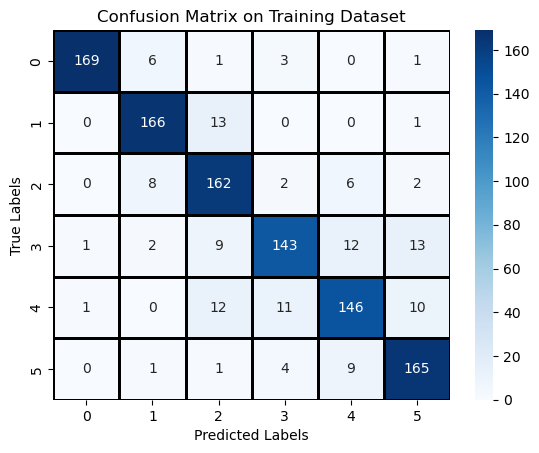 Confusion Matrix on Training Dataset
True Labels
0 169 6 1 3 0 1
1 0 166 13 0 0 1
2 0 8 162 2 6 2
3 1 2 9 143 12 13
4 1 0 12 11 146 10
5 0 1 1 4 9 165
0 1 2 3 4 5
Predicted Labels
160
140
120
100
80
60
40
20
0